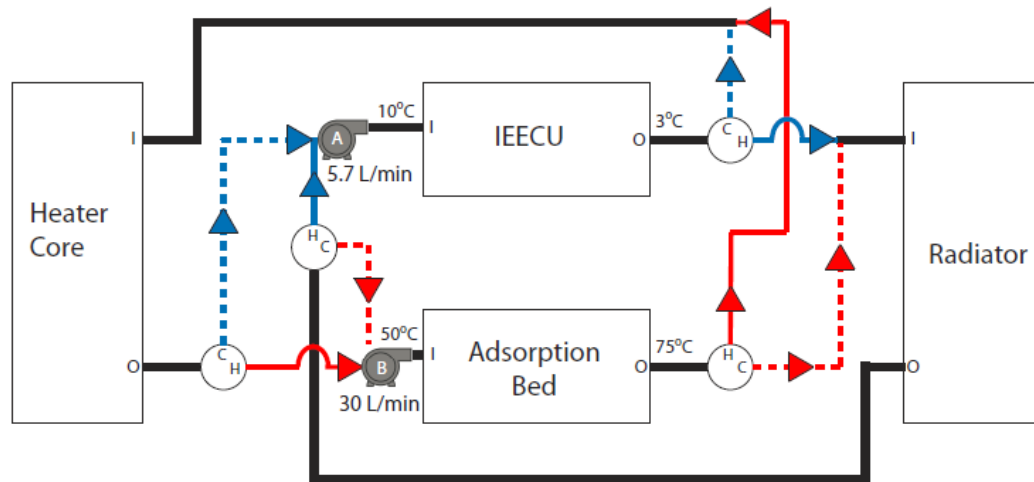 C
H
10°C
I
IEECU
O
3°C
C
H
I
I
A
5.7 L/min
Heater
Core
H
C
Radiator
50°C
I
Adsorption
Bed
O
75°C
H
C
O
C
H
B
30 L/min
O